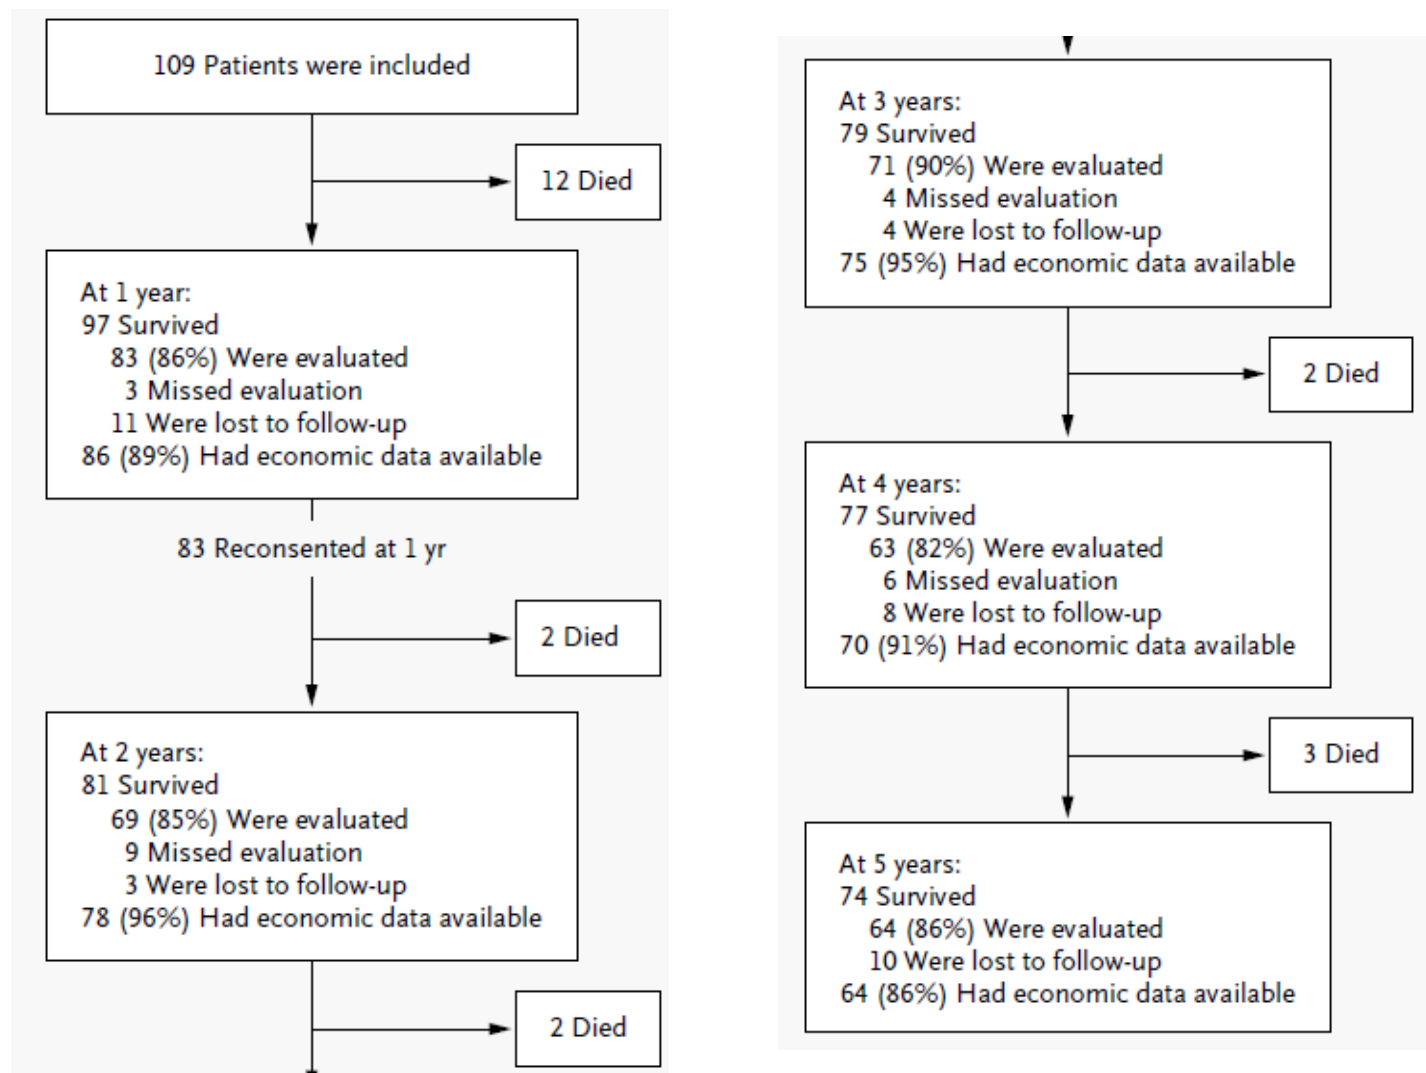 109 Patients were included
12 Died
At 1 year:
97 Survived
83 (86%) Were evaluated
3 Missed evaluation
11 Were lost to follow-up
86 (89%) Had economic data available
83 Reconsented at 1 yr
2 Died
At 2 years:
81 Survived
69 (85%) Were evaluated
9 Missed evaluation
3 Were lost to follow-up
78 (96%) Had economic data available
2 Died
At 3 years:
79 Survived
71 (90%) Were evaluated
4 Missed evaluation
4 Were lost to follow-up
75 (95%) Had economic data available
2 Died
At 4 years:
77 Survived
63 (82%) Were evaluated
6 Missed evaluation
8 Were lost to follow-up
70 (91%) Had economic data available
3 Died
At 5 years:
74 Survived
64 (86%) Were evaluated
10 Were lost to follow-up
64 (86%) Had economic data available